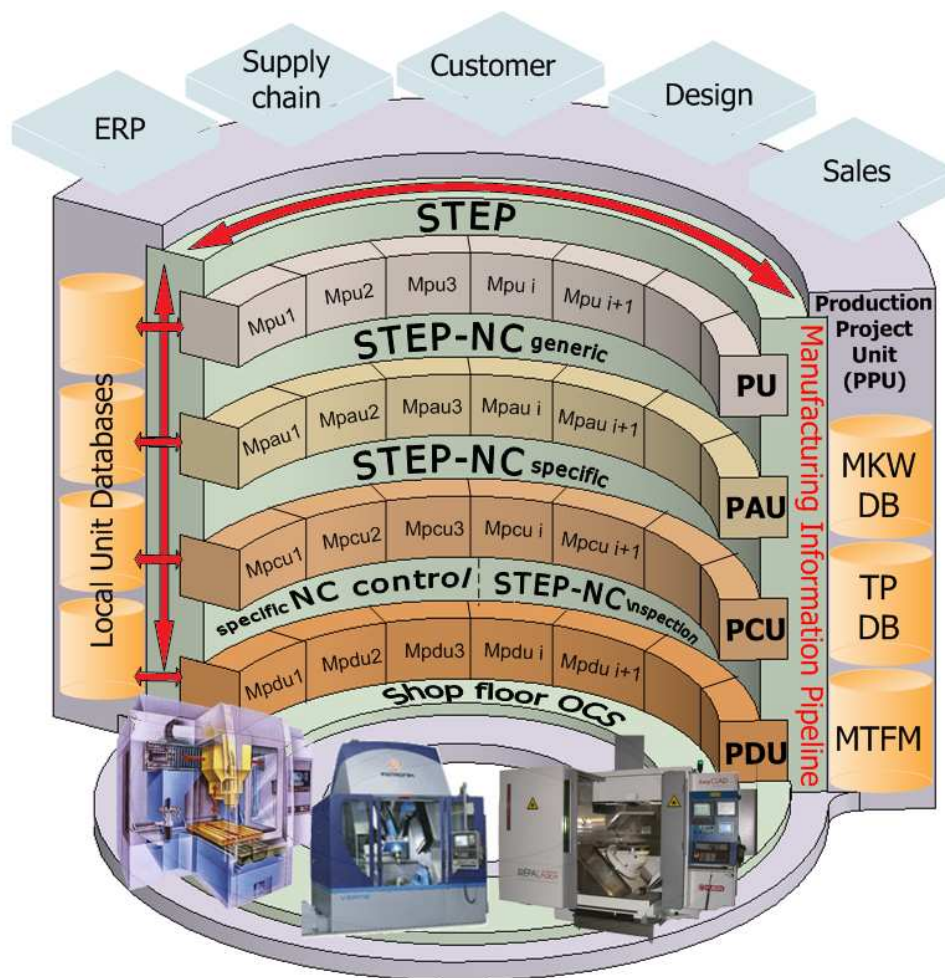 ERP
Supply
chain
Customer
Design
Sales
STEP
Mpu1
Mpu2
Mpu3
Mpu i
Mpu i+1
PU
STEP-NC generic
Mpau1
Mpau2
Mpau3
Mpau i
Mpau i+1
PAU
STEP-NC specific
Mpcu1
Mpcu2
Mpcu3
Mpcu i
Mpcu i+1
PCU
specific NC control
STEP-NC inspection
Mpdu1
Mpdu2
Mpdu3
Mpdu i
Mpdu i+1
PDU
Shop floor OCS
Local Unit Databases
Manufacturing Information Pipeline
Production
Project
Unit
(PPU)
MKW
DB
TP
DB
MTFM